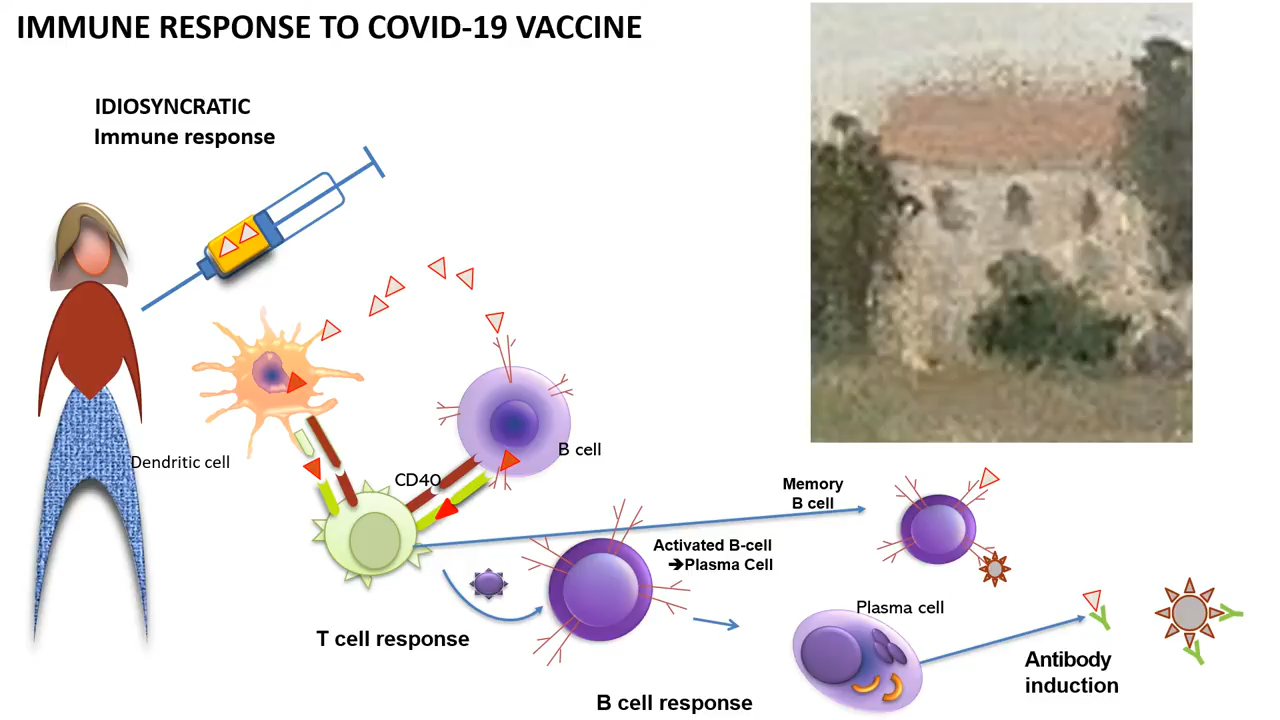 IMMUNE RESPONSE TO COVID-19 VACCINE
IDIOSYNCRATIC
Immune response
Dendritic cell
CD40
B cell
Memory
B cell
Activated B-cell
➔Plasma Cell
Plasma cell
T cell response
Antibody
induction
B cell response